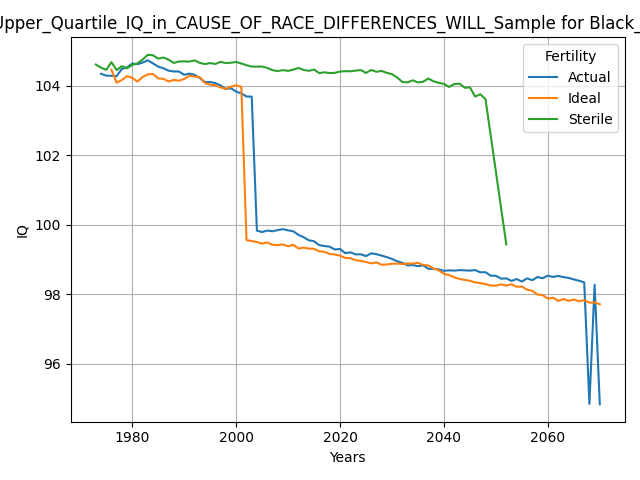 Upper_Quartile_IQ_in_CAUSE_OF_RACE_DIFFERENCES_WILL_Sample for Black_
Fertility
Actual
Ideal
Sterile
104
102
100
98
96
IQ
1980
2000
2020
2040
2060
Years